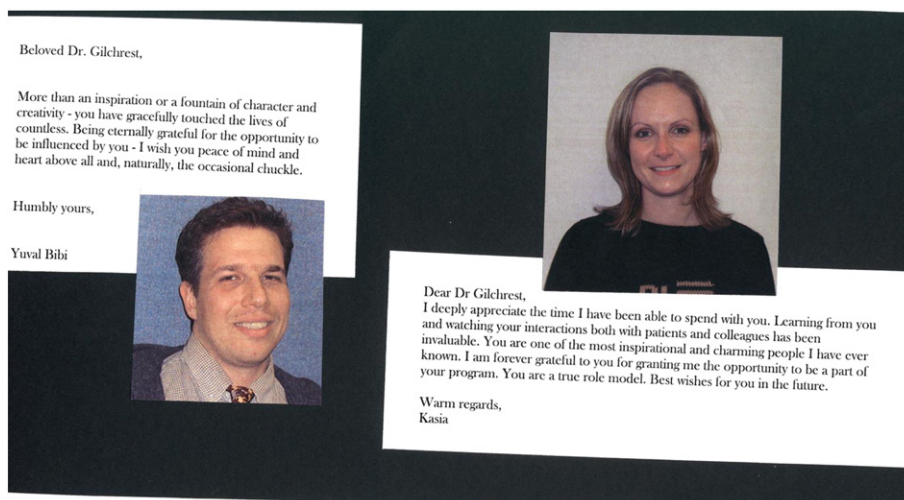 Beloved Dr. Gilchrest,
More than an inspiration or a fountain of character and
creativity - you have gracefully touched the lives of
countless. Being eternally grateful for the opportunity to
be influenced by you - I wish you peace of mind and
heart above all and, naturally, the occasional chuckle.
Humbly yours,
Yuval Bibi
Dear Dr Gilchrest,
I deeply appreciate the time I have been able to spend with you. Learning from you
and watching your interactions both with patients and colleagues has been
invaluable. You are one of the most inspirational and charming people I have ever
known. I am forever grateful to you for granting me the opportunity to be a part of
your program. You are a true role model. Best wishes for you in the future.
Warm regards,
Kasia